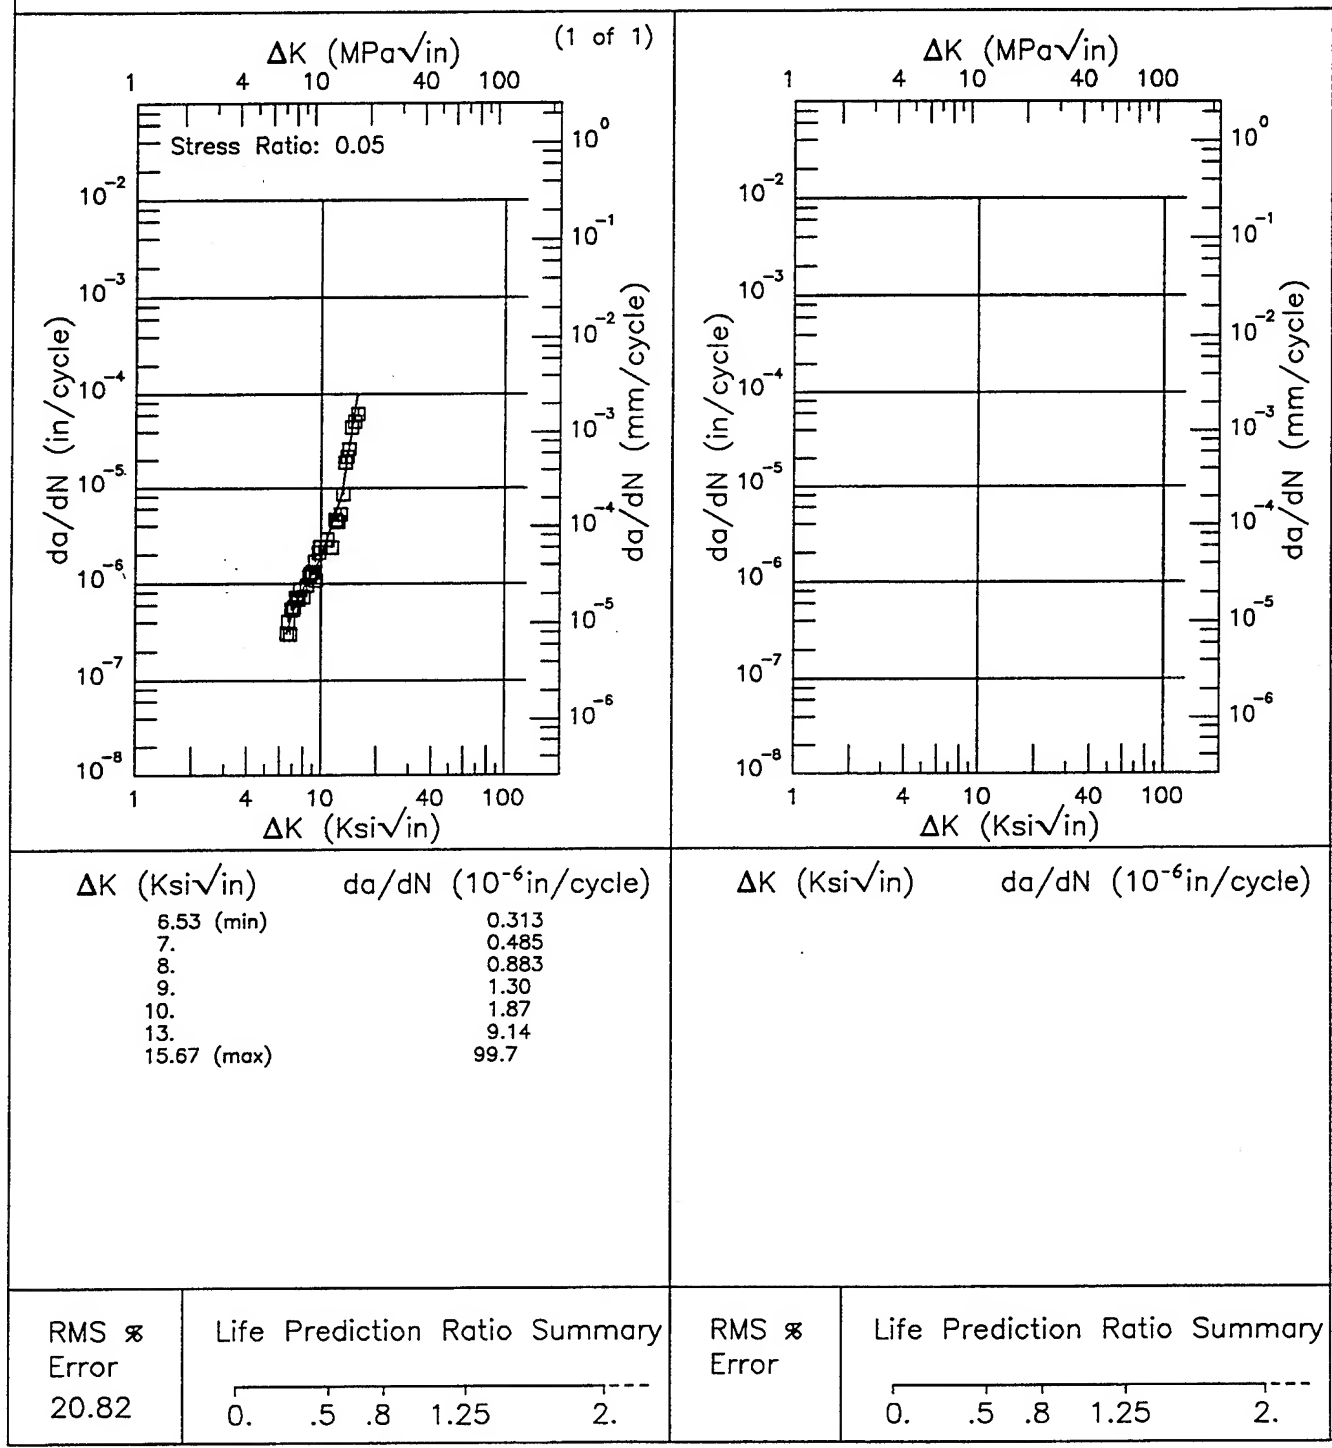 (1 of 1)
ΔK (MPa√in)
1 4 10 40 100
Stress Ratio: 0.05
10⁰
10⁻¹
10⁻²
10⁻³
10⁻⁴
10⁻⁵
10⁻⁶
da/dN (mm/cycle)
10⁻²
10⁻³
10⁻⁴
10⁻⁵
10⁻⁶
10⁻⁷
10⁻⁸
da/dN (in/cycle)
1 4 10 40 100
ΔK (Ksi√in)
ΔK (MPa√in)
1 4 10 40 100
10⁰
10⁻¹
10⁻²
10⁻³
10⁻⁴
10⁻⁵
10⁻⁶
da/dN (mm/cycle)
10⁻²
10⁻³
10⁻⁴
10⁻⁵
10⁻⁶
10⁻⁷
10⁻⁸
da/dN (in/cycle)
1 4 10 40 100
ΔK (Ksi√in)
ΔK (Ksi√in) da/dN (10⁻⁶in/cycle)
6.53 (min) 0.313
7. 0.485
8. 0.883
9. 1.30
10. 1.87
13. 9.14
15.67 (max) 99.7
ΔK (Ksi√in) da/dN (10⁻⁶in/cycle)
RMS %
Error
20.82
Life Prediction Ratio Summary
0. .5 .8 1.25 2.
RMS %
Error
Life Prediction Ratio Summary
0. .5 .8 1.25 2.